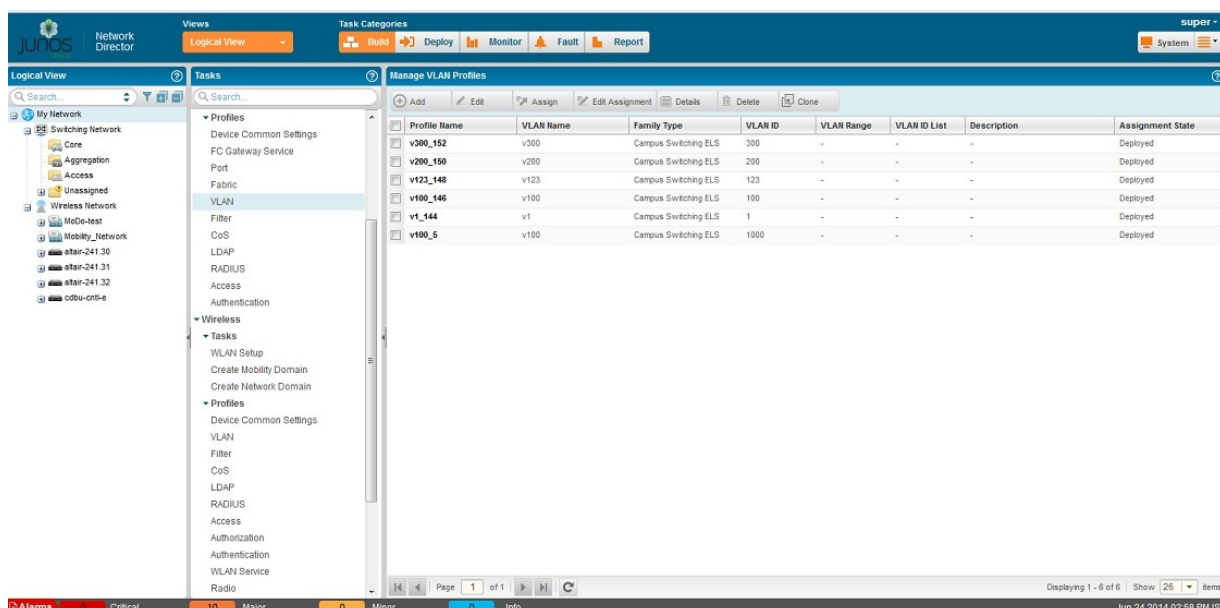 Views
Task Categories
super
JUNOS
SPACE
Network
Director
Logical View
Build
Deploy
Monitor
Fault
Report
System
Logical View
Search...
My Network
Switching Network
Core
Aggregation
Access
Unassigned
Wireless Network
MoDo-test
Mobility_Network
altair-241.30
altair-241.31
altair-241.32
cdbu-cntl-e
Tasks
Search...
Profiles
Device Common Settings
FC Gateway Service
Port
Fabric
VLAN
Filter
CoS
LDAP
RADIUS
Access
Authentication
Wireless
Tasks
WLAN Setup
Create Mobility Domain
Create Network Domain
Profiles
Device Common Settings
VLAN
Filter
CoS
LDAP
RADIUS
Access
Authorization
Authentication
WLAN Service
Radio
Manage VLAN Profiles
Add Edit Assign Edit Assignment Details Delete Clone
Profile Name VLAN Name Family Type VLAN ID VLAN Range VLAN ID List Description Assignment State
v300_152 v300 Campus Switching ELS 300 - - - Deployed
v200_150 v200 Campus Switching ELS 200 - - - Deployed
v123_148 v123 Campus Switching ELS 123 - - - Deployed
v100_146 v100 Campus Switching ELS 100 - - - Deployed
v1_144 v1 Campus Switching ELS 1 - - - Deployed
v100_5 v100 Campus Switching ELS 1000 - - - Deployed
Page 1 of 1
Displaying 1 - 6 of 6 Show 25 items
Alarms 0 Critical 10 Major 0 Minor 0 Info
Jun 24 2014 02:58 PM